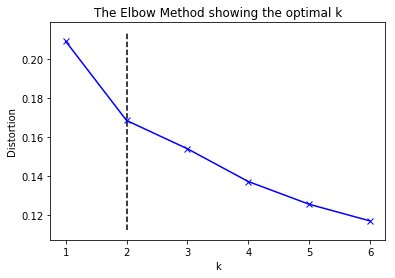 The Elbow Method showing the optimal k
Distortion
0.20
0.18
0.16
0.14
0.12
1 2 3 4 5 6
k